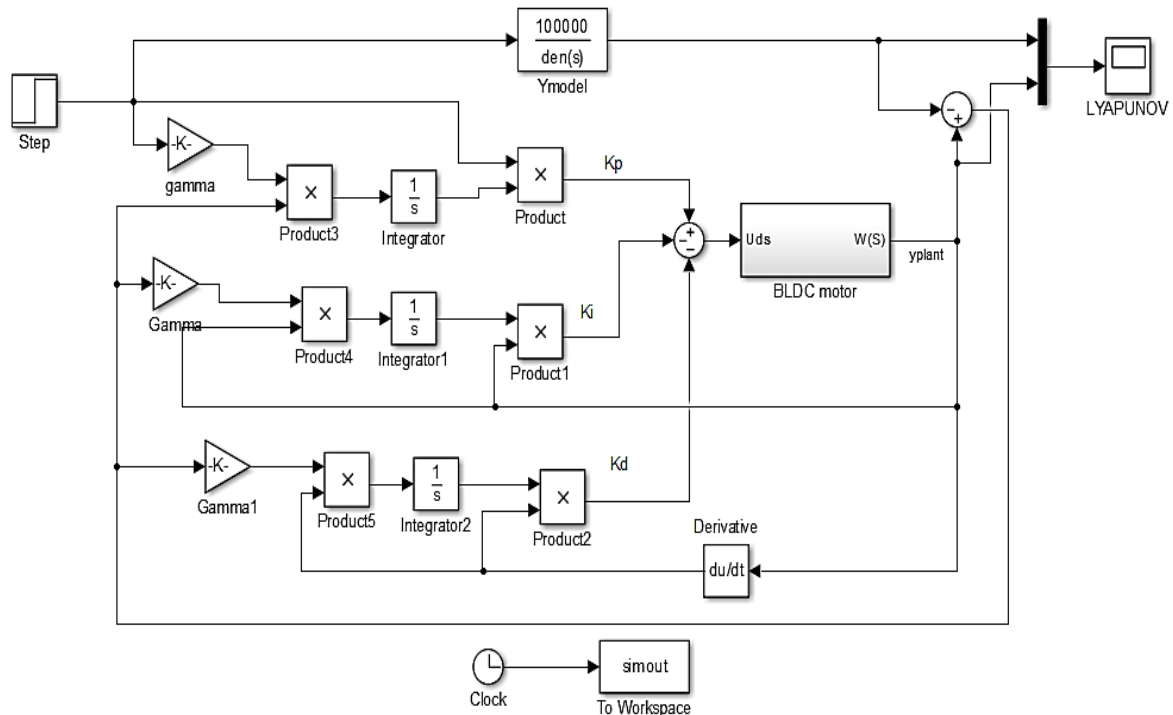 100000
den(s)
Ymodel
Step
LYAPUNOV
-K-
gamma
×
Product3
1
s
Integrator
×
Product
Kp
Uds
W(S)
BLDC motor
yplant
-K-
Gamma
×
Product4
1
s
Integrator1
×
Product1
Ki
-K-
Gamma1
×
Product5
1
s
Integrator2
×
Product2
Kd
Derivative
du/dt
Clock
simout
To Workspace